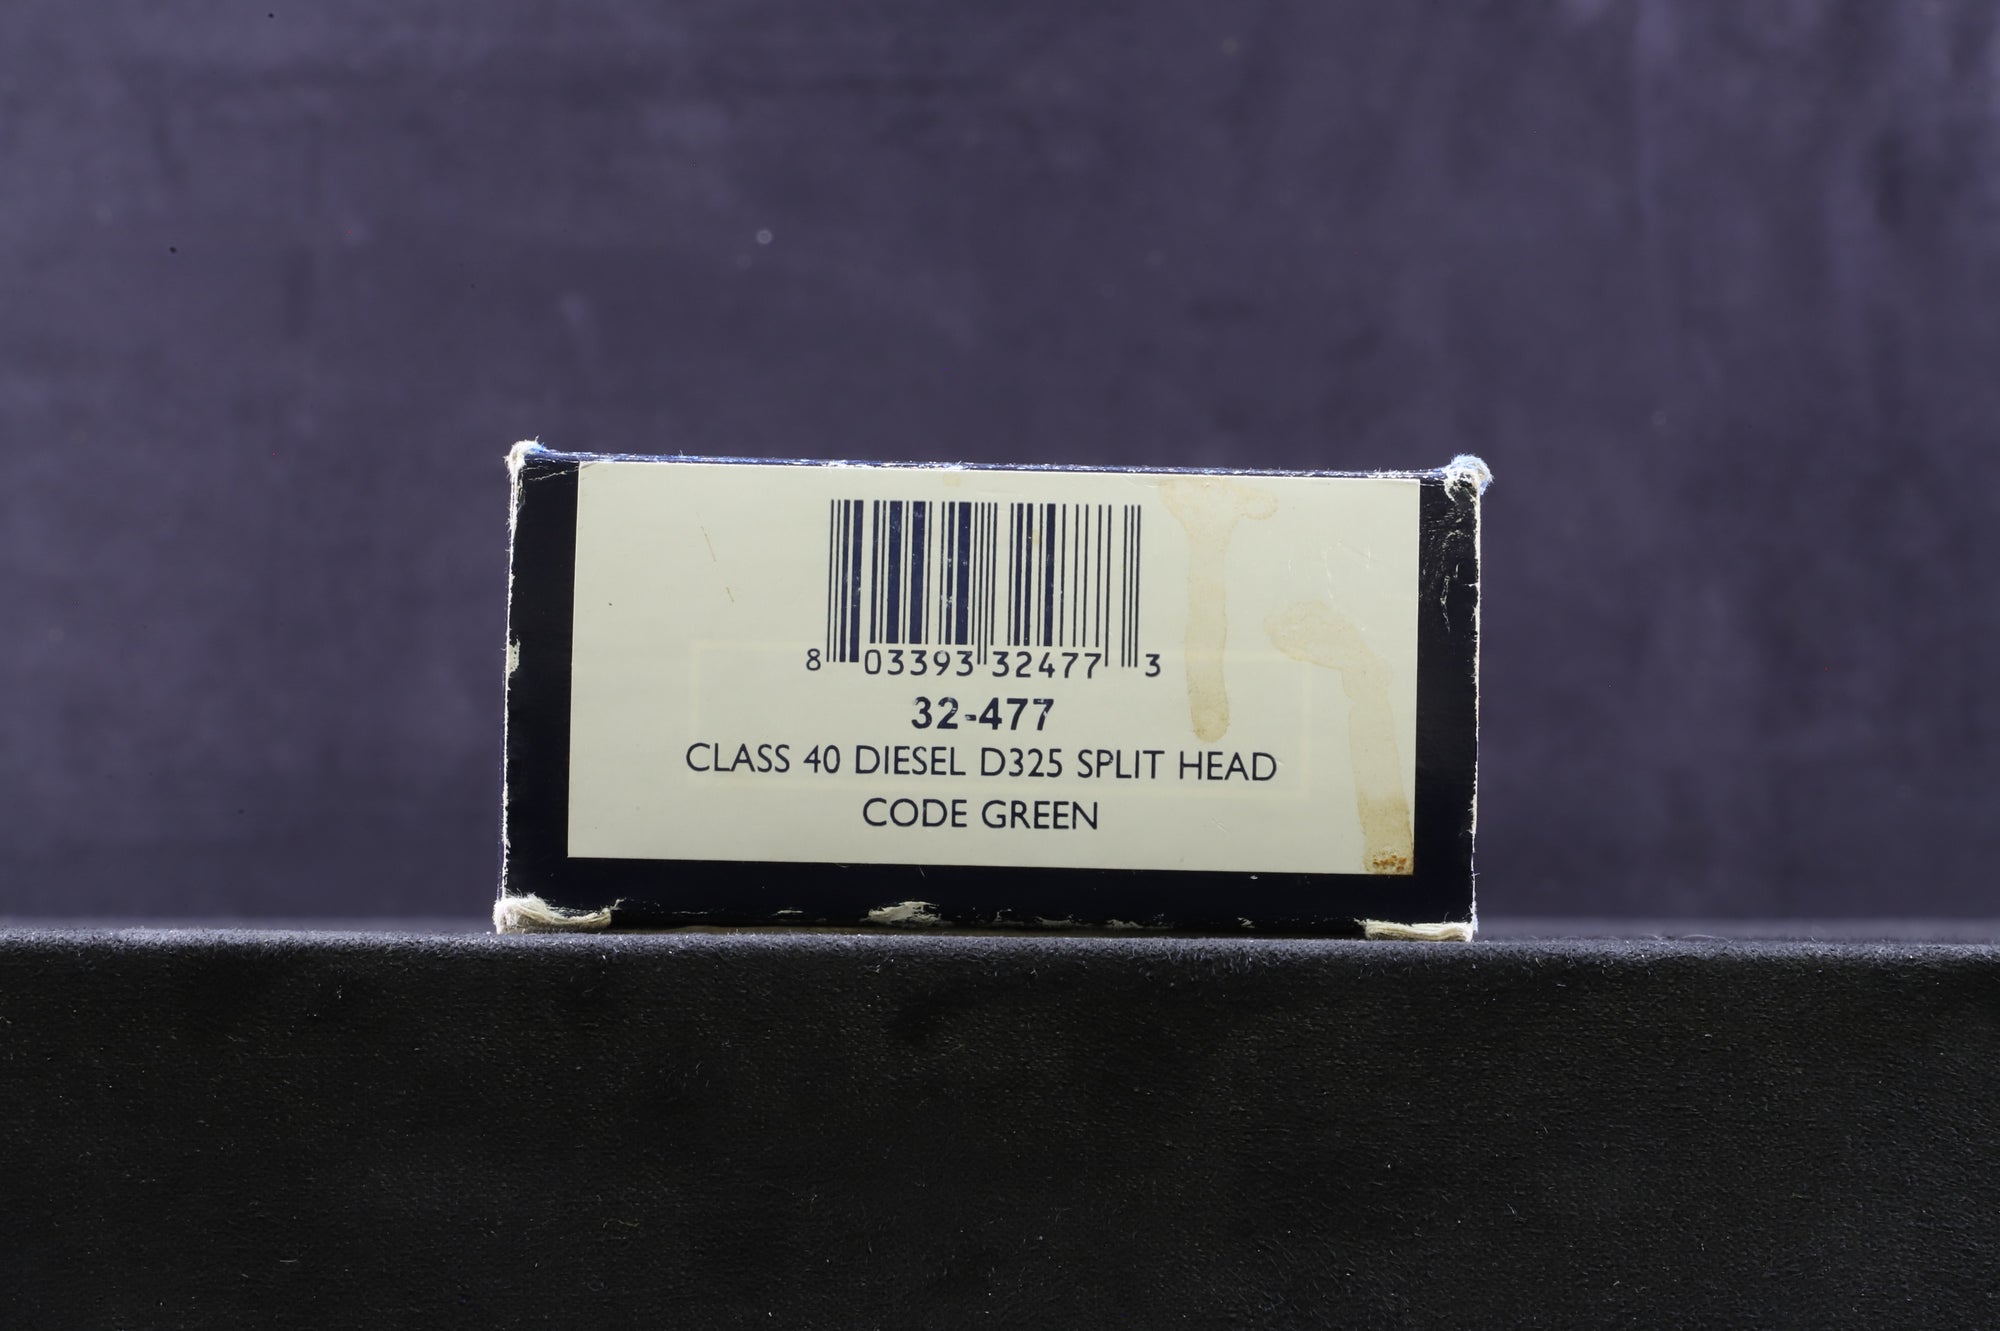 8 03393 32477 3
32-477
CLASS 40 DIESEL D325 SPLIT HEAD
CODE GREEN